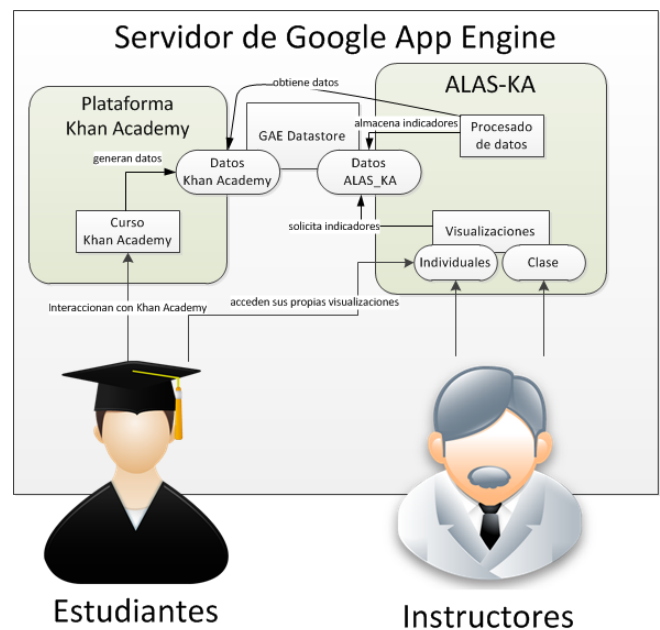 Servidor de Google App Engine
Plataforma
Khan Academy
ALAS-KA
obtiene datos
GAE Datastore
almacena indicadores
Procesado
de datos
generan datos
Datos
Khan Academy
Datos
ALAS_KA
Curso
Khan Academy
solicita indicadores
Visualizaciones
Individuales
Clase
Interaccionan con Khan Academy
acceden sus propias visualizaciones
Estudiantes
Instructores